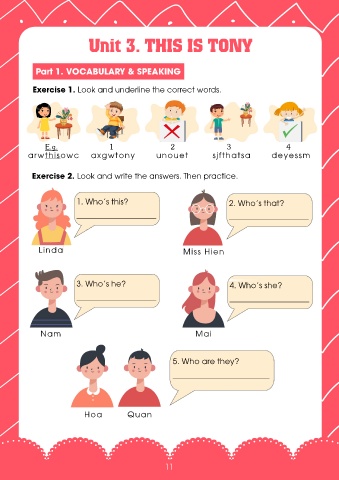 Unit 3. THIS IS TONY
Part 1. VOCABULARY & SPEAKING
Exercise 1. Look and underline the correct words.
E.g. 1 2 3 4
arwthisowc axgwtony unouet sjfthatsa deyessm
Exercise 2. Look and write the answers. Then practice.
1. Who's this? 2. Who's that?
Linda Miss Hien
3. Who's he? 4. Who's she?
Nam Mai
5. Who are they?
Hoa Quan
11